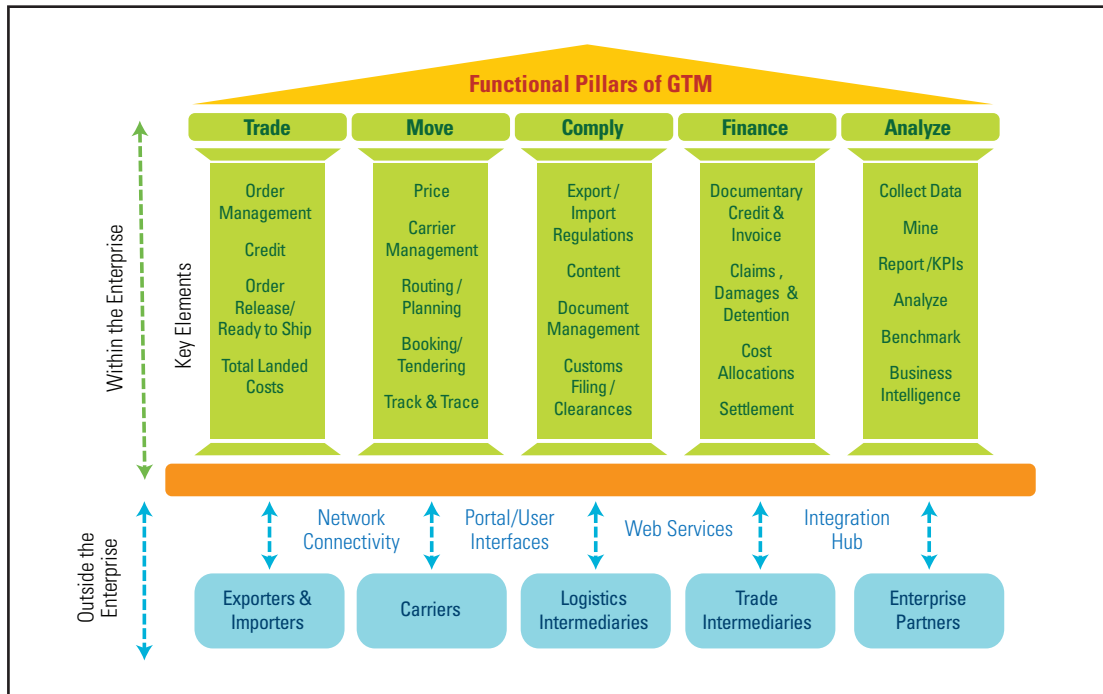 Functional Pillars of GTM
Trade
Move
Comply
Finance
Analyze
Within the Enterprise
Key Elements
Order
Management
Credit
Order
Release/
Ready to Ship
Total Landed
Costs
Price
Carrier
Management
Routing /
Planning
Booking/
Tendering
Track & Trace
Export /
Import
Regulations
Content
Document
Management
Customs
Filing /
Clearances
Documentary
Credit &
Invoice
Claims ,
Damages &
Detention
Cost
Allocations
Settlement
Collect Data
Mine
Report /KPIs
Analyze
Benchmark
Business
Intelligence
Outside the
Enterprise
Network
Connectivity
Portal/User
Interfaces
Web Services
Integration
Hub
Exporters &
Importers
Carriers
Logistics
Intermediaries
Trade
Intermediaries
Enterprise
Partners